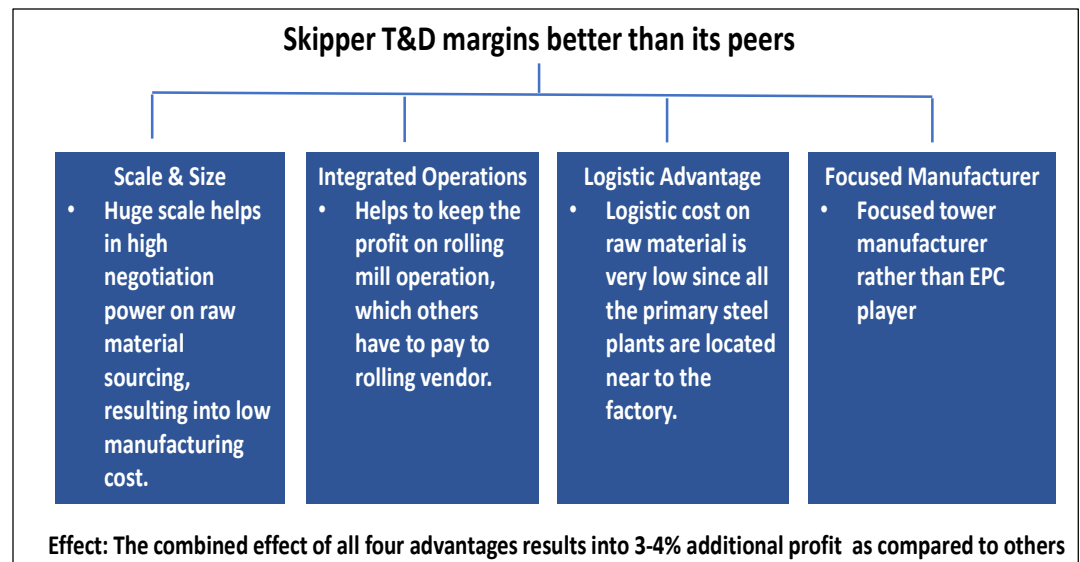 Skipper T&D margins better than its peers
Scale & Size
• Huge scale helps
in high
negotiation
power on raw
material
sourcing,
resulting into low
manufacturing
cost.
Integrated Operations
• Helps to keep the
profit on rolling
mill operation,
which others
have to pay to
rolling vendor.
Logistic Advantage
• Logistic cost on
raw material is
very low since all
the primary steel
plants are located
near to the
factory.
Focused Manufacturer
• Focused tower
manufacturer
rather than EPC
player
Effect: The combined effect of all four advantages results into 3-4% additional profit as compared to others